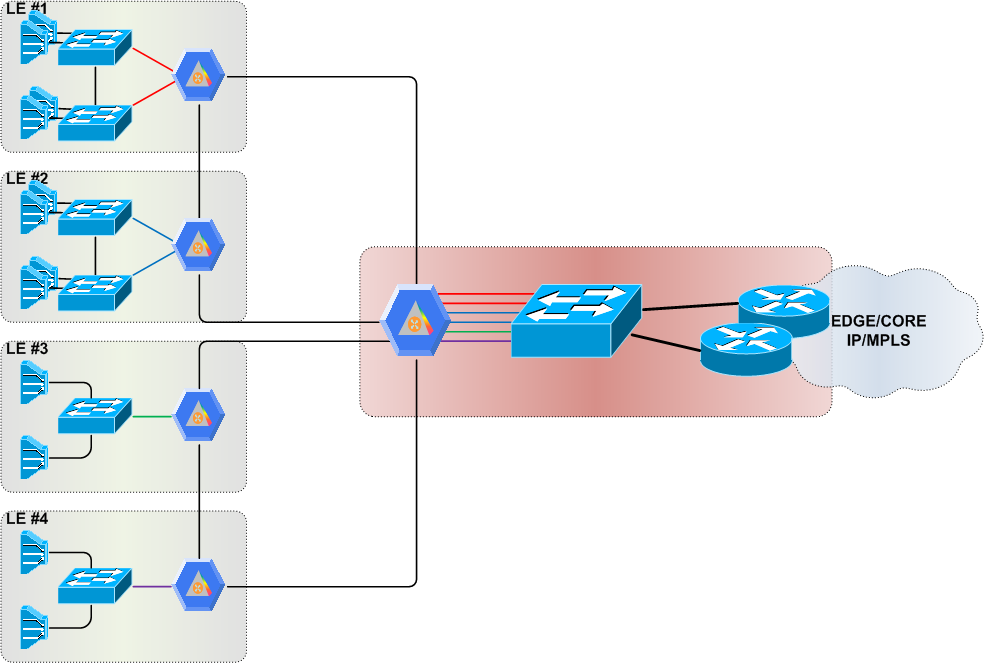 LE #1
LE #2
EDGE/CORE
IP/MPLS
LE #3
LE #4